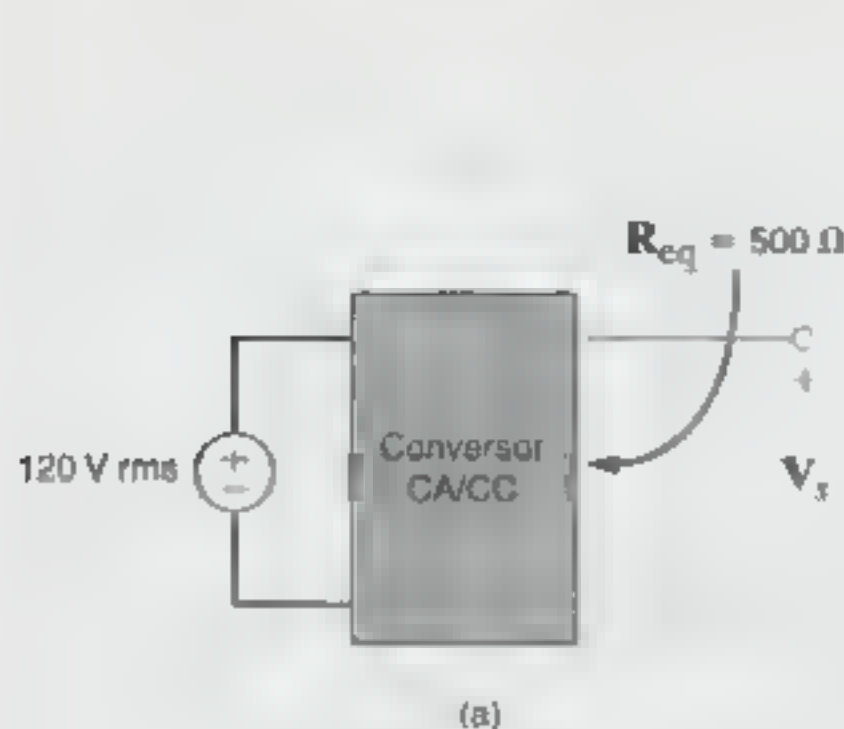 R_eq = 500 Ω
+
120 V rms
+
−
Conversor
CA/CC
V_s
(a)